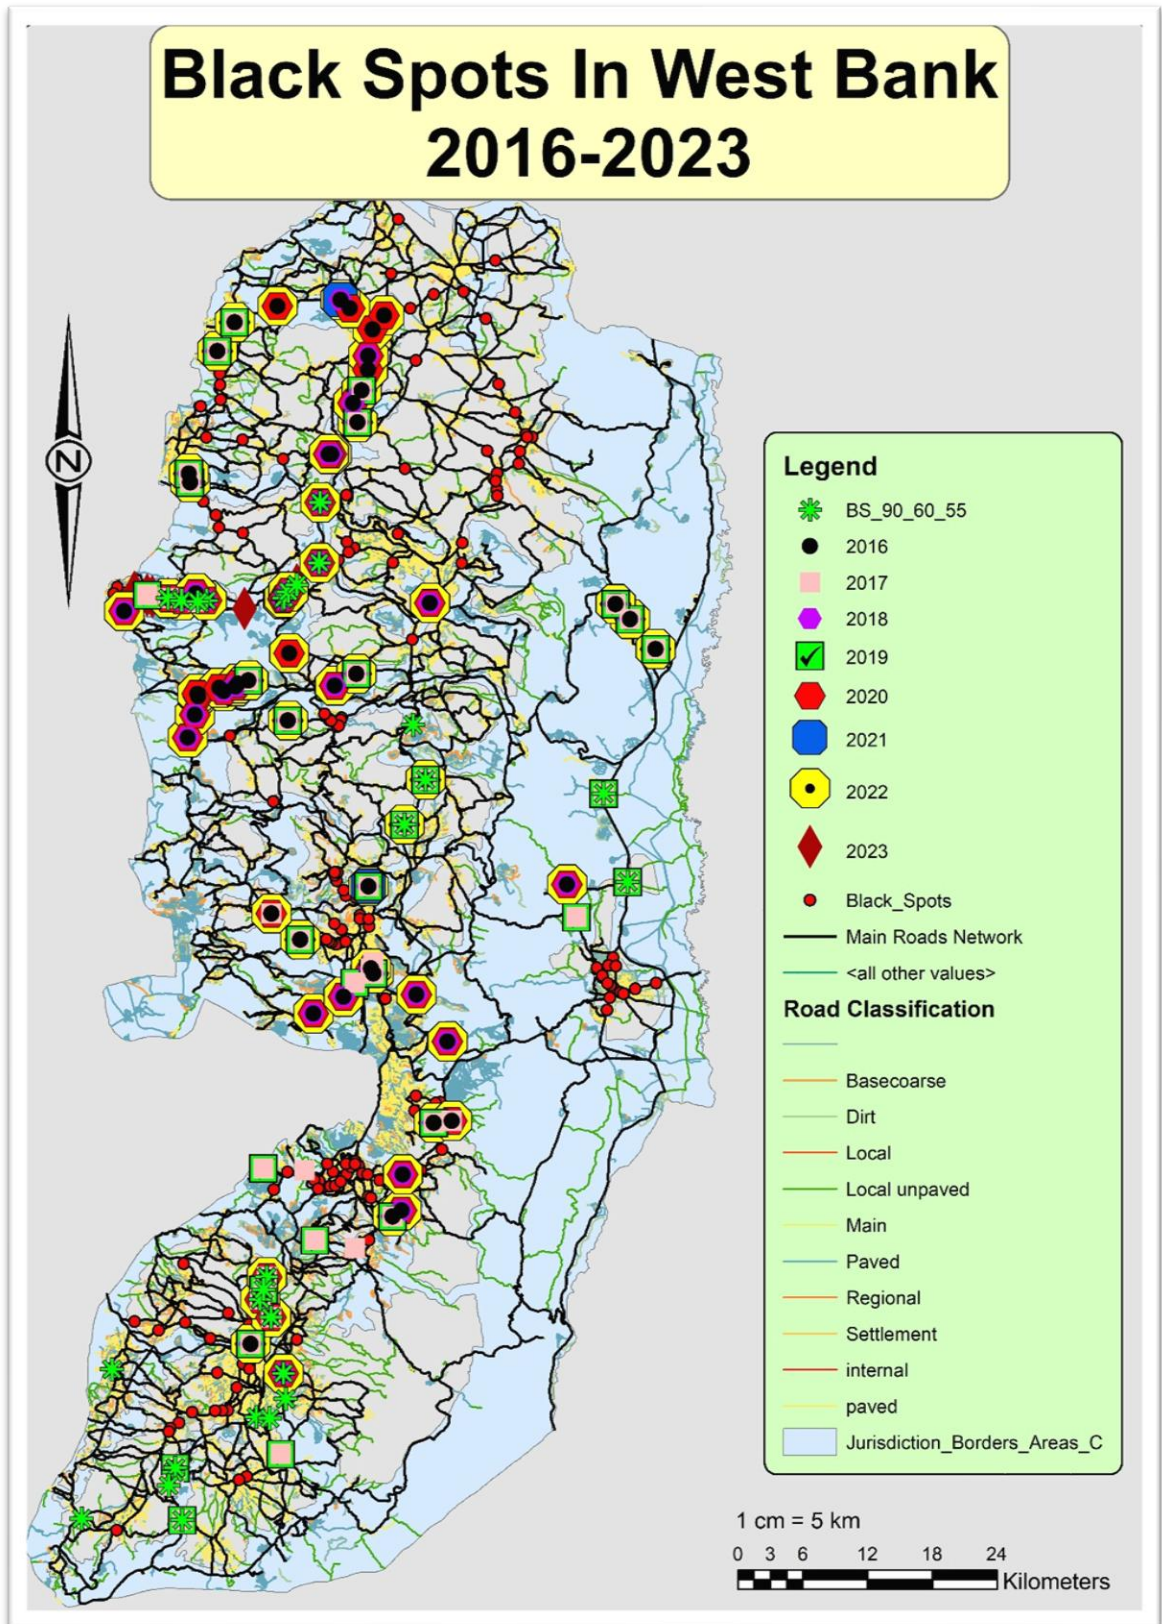 Black Spots In West Bank
2016-2023
N
Legend
BS_90_60_55
2016
2017
2018
2019
2020
2021
2022
2023
Black_Spots
Main Roads Network
<all other values>
Road Classification
Basecoarse
Dirt
Local
Local unpaved
Main
Paved
Regional
Settlement
internal
paved
Jurisdiction_Borders_Areas_C
1 cm = 5 km
0 3 6 12 18 24
Kilometers